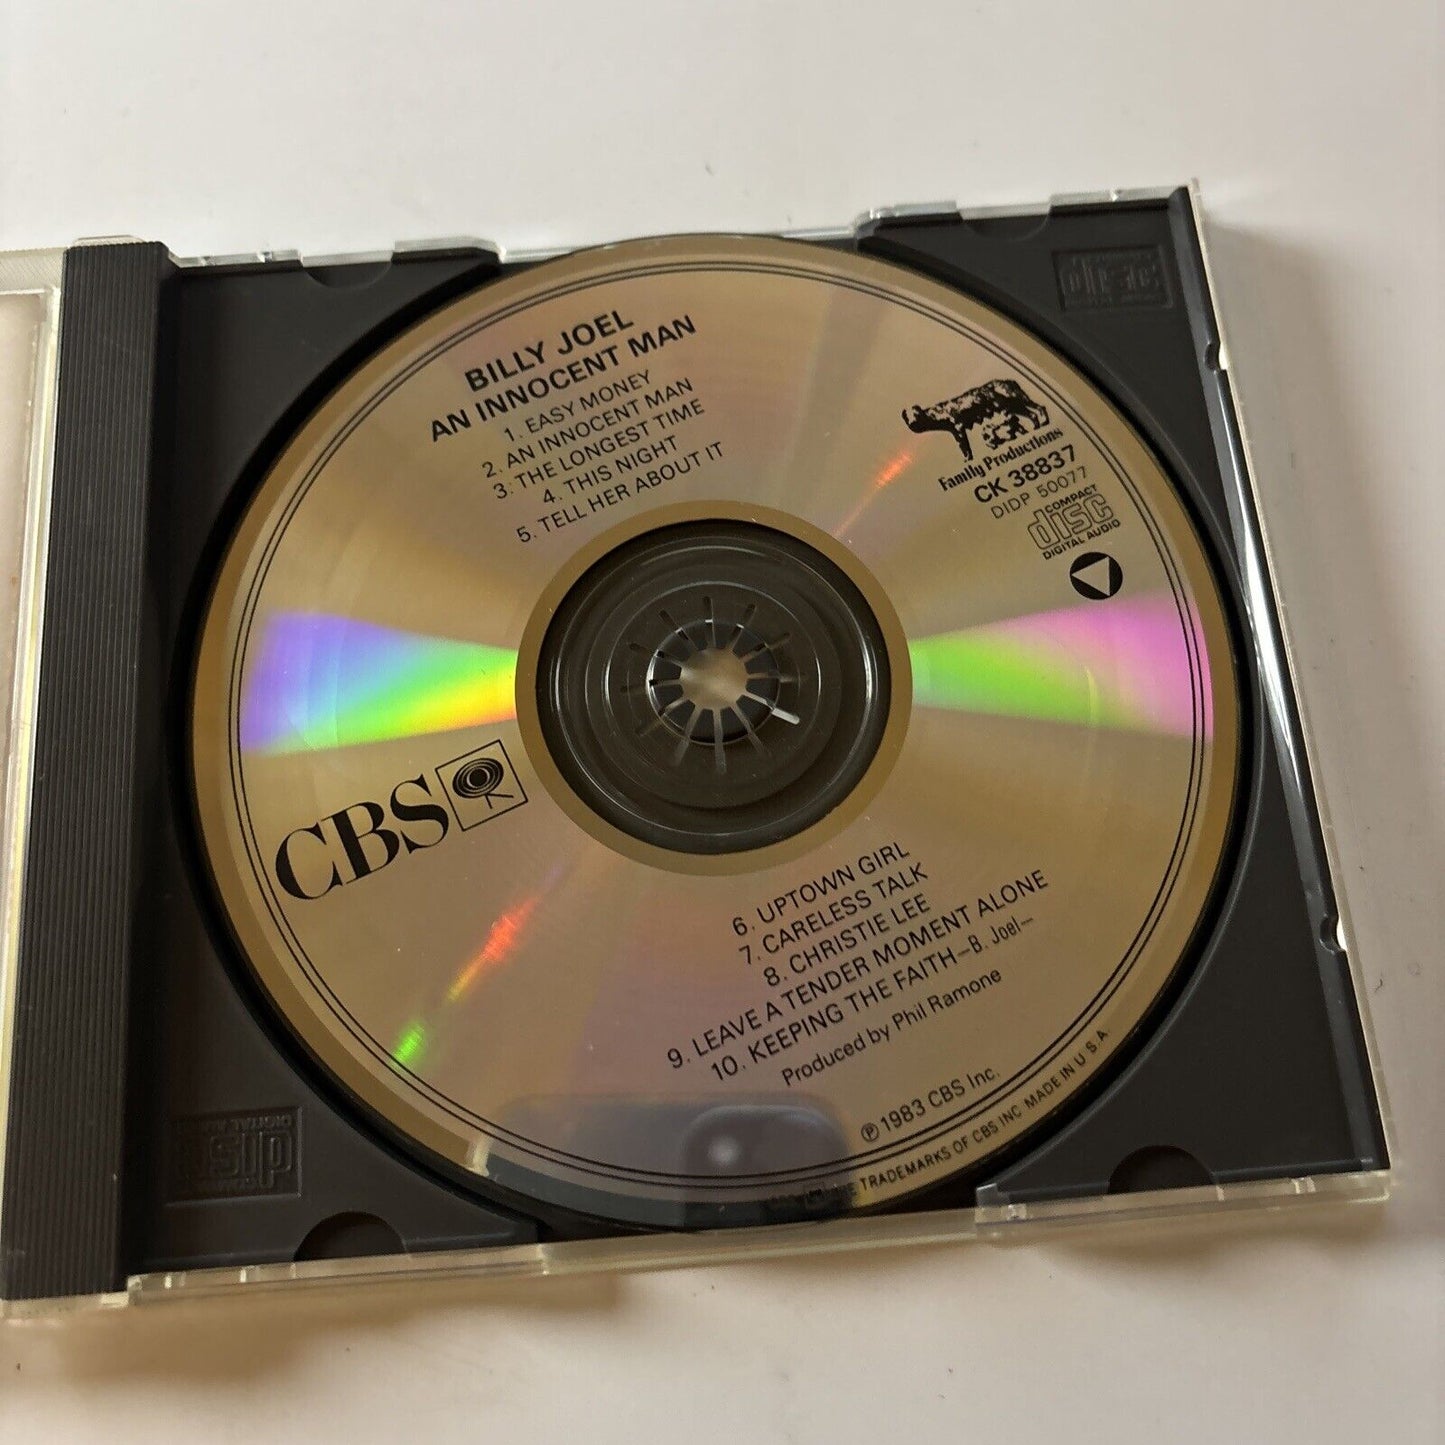 BILLY JOEL
AN INNOCENT MAN
1. EASY MONEY
2. AN INNOCENT MAN
3. THE LONGEST TIME
4. THIS NIGHT
5. TELL HER ABOUT IT
Family Productions
CK 38837
DIDP 50077
COMPACT
disc
DIGITAL AUDIO
CBS
6. UPTOWN GIRL
7. CARELESS TALK
8. CHRISTIE LEE
9. LEAVE A TENDER MOMENT ALONE
10. KEEPING THE FAITH—B. Joel—
Produced by Phil Ramone
℗ 1983 CBS Inc.
TRADEMARKS OF CBS INC MADE IN U.S.A.
disc
disc
DIGITAL